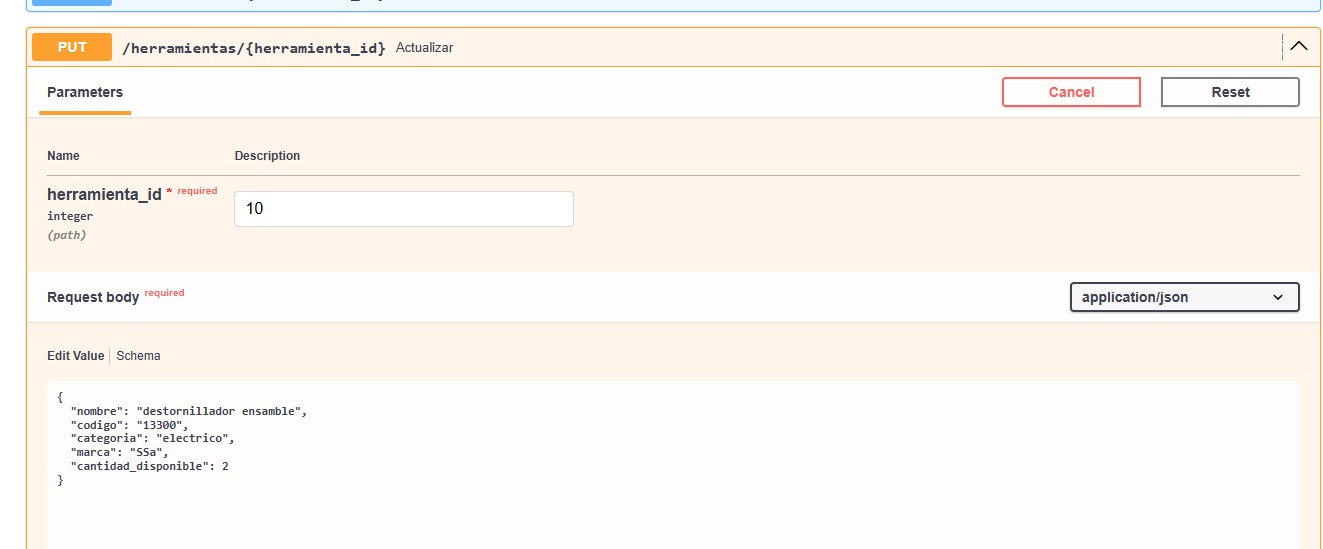 PUT /herramientas/{herramienta_id} Actualizar
Parameters Cancel Reset
Name Description
herramienta_id * required 10
integer
(path)
Request body required application/json
Edit Value Schema
{
"nombre": "destornillador ensamble",
"codigo": "13300",
"categoria": "electrico",
"marca": "SSa",
"cantidad_disponible": 2
}